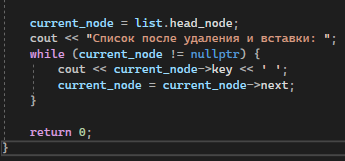 current_node = list.head_node;
cout << "Список после удаления и вставки: ";
while (current_node != nullptr) {
cout << current_node->key << ' ';
current_node = current_node->next;
}
return 0;
}